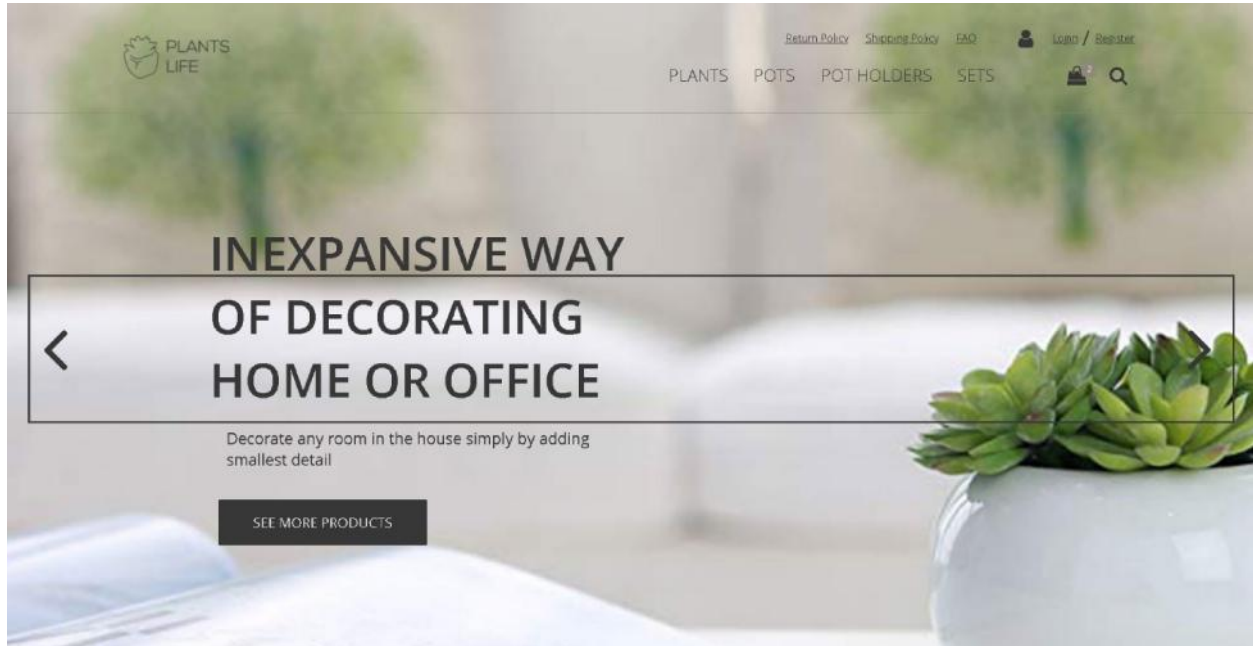 PLANTS
LIFE
Return Policy Shipping Policy FAQ Login / Register
PLANTS POTS POT HOLDERS SETS
INEXPANSIVE WAY
OF DECORATING
HOME OR OFFICE
Decorate any room in the house simply by adding
smallest detail
SEE MORE PRODUCTS